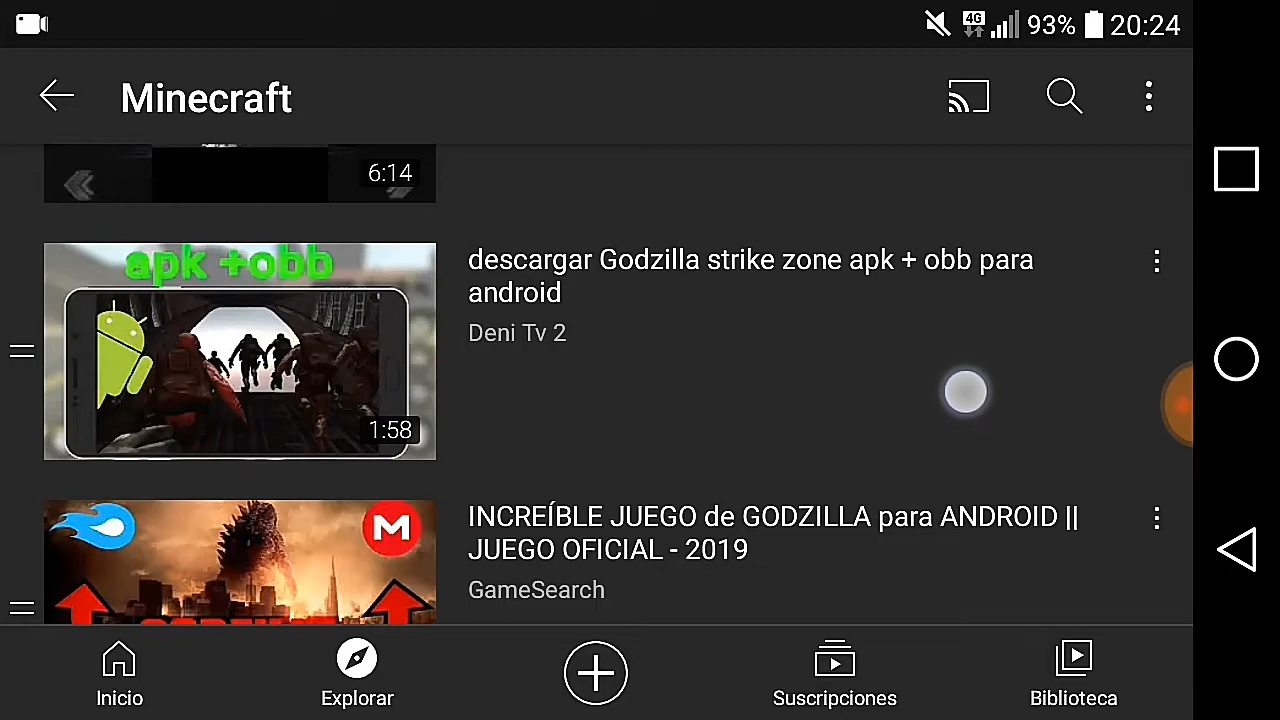 4G 93% 20:24
Minecraft
6:14
apk +obb
1:58
descargar Godzilla strike zone apk + obb para
android
Deni Tv 2
M
INCREÍBLE JUEGO de GODZILLA para ANDROID ||
JUEGO OFICIAL - 2019
GameSearch
Inicio
Explorar
Suscripciones
Biblioteca